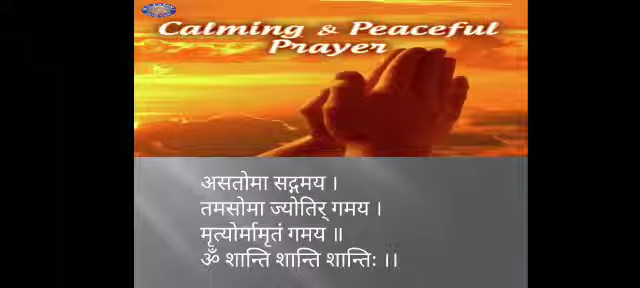 Calming & Peaceful
Prayer
असतोमा सद्गमय ।
तमसोमा ज्योतिर् गमय ।
मृत्योर्मामृतं गमय ॥
ॐ शान्ति शान्ति शान्तिः ।।